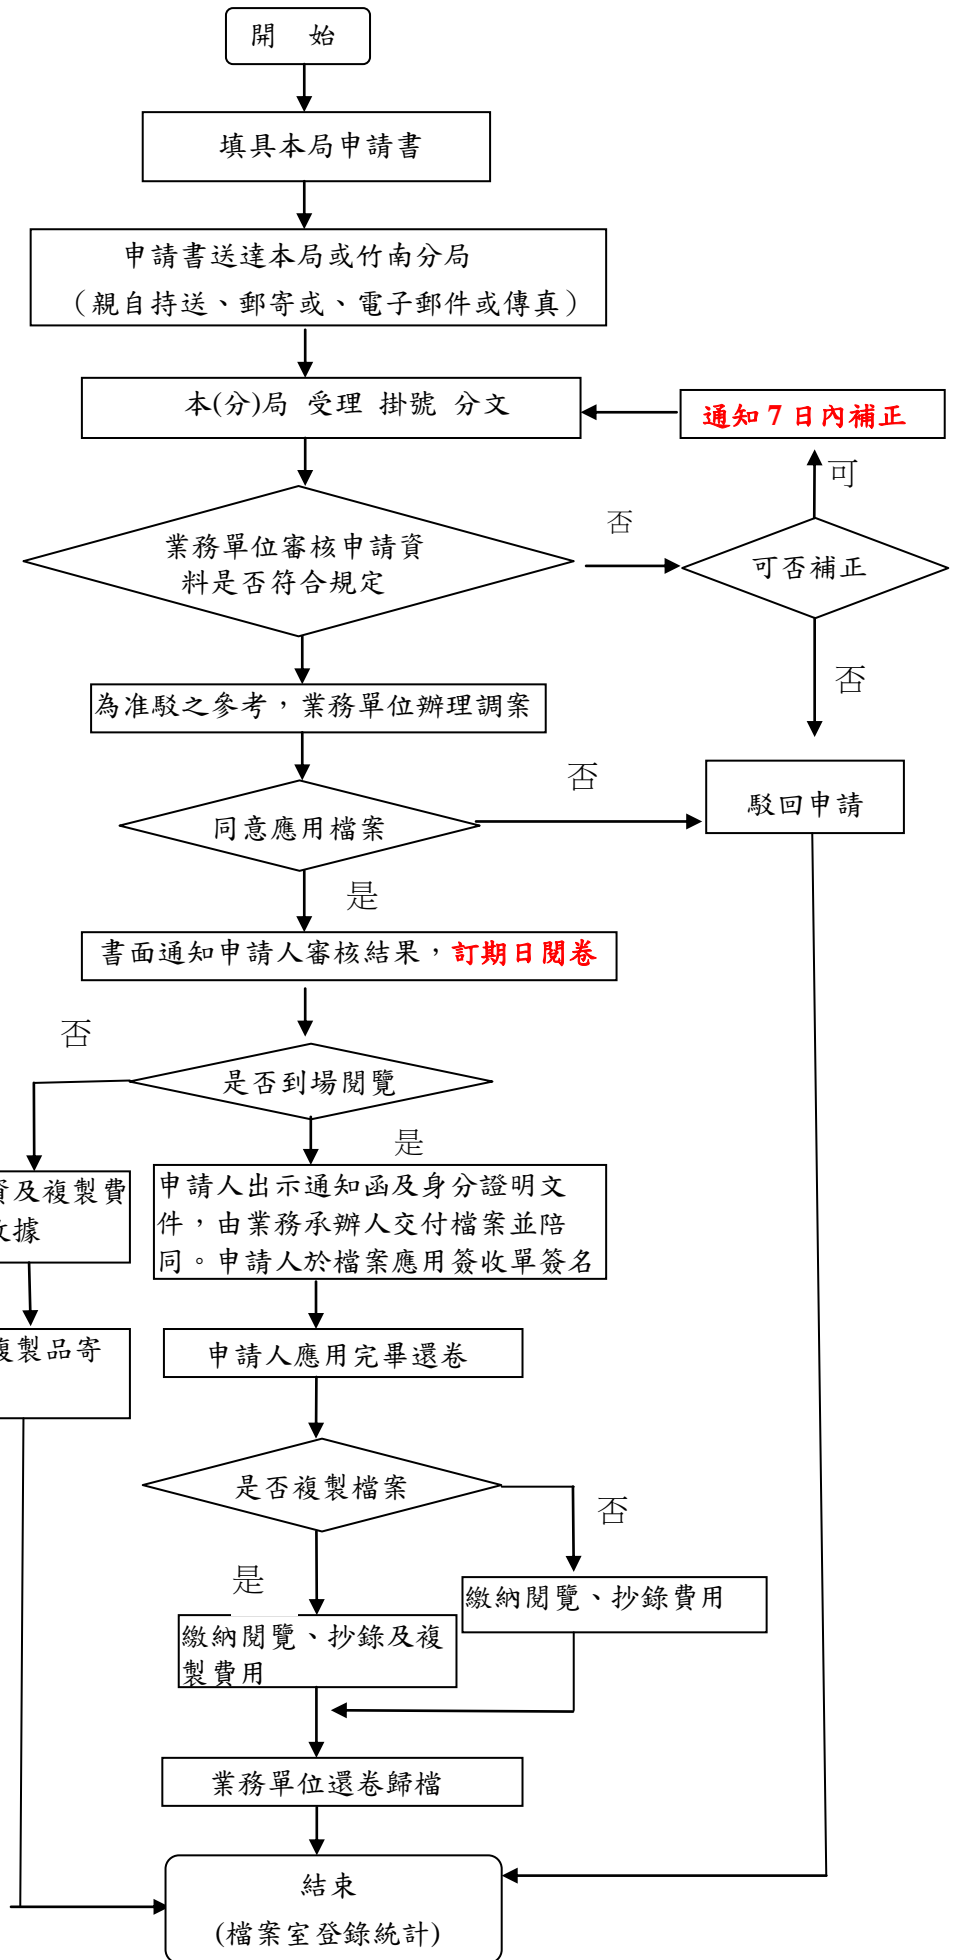 開 始
填具本局申請書
申請書送達本局或竹南分局
（親自持送、郵寄或、電子郵件或傳真）
本(分)局 受理 掛號 分文
通知 7 日內補正
可
否
業務單位審核申請資
料是否符合規定
可否補正
否
為准駁之參考，業務單位辦理調案
否
駁回申請
同意應用檔案
是
書面通知申請人審核結果，訂期日閱卷
否
是否到場閱覽
是
資及複製費
收據
申請人出示通知函及身分證明文
件，由業務承辦人交付檔案並陪
同。申請人於檔案應用簽收單簽名
複製品寄
申請人應用完畢還卷
是否複製檔案
否
是
繳納閱覽、抄錄費用
繳納閱覽、抄錄及複
製費用
業務單位還卷歸檔
結束
(檔案室登錄統計)